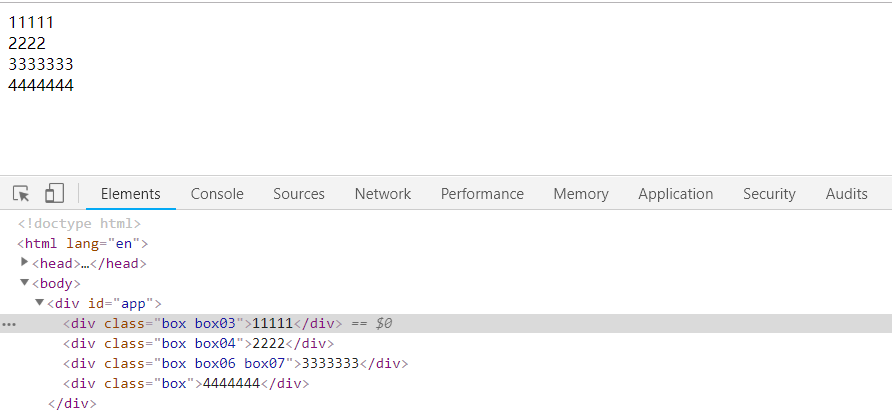 11111
2222
3333333
4444444
Elements Console Sources Network Performance Memory Application Security Audits
<!doctype html>
<html lang="en">
<head>…</head>
<body>
<div id="app">
<div class="box box03">11111</div> == $0
<div class="box box04">2222</div>
<div class="box box06 box07">3333333</div>
<div class="box">4444444</div>
</div>